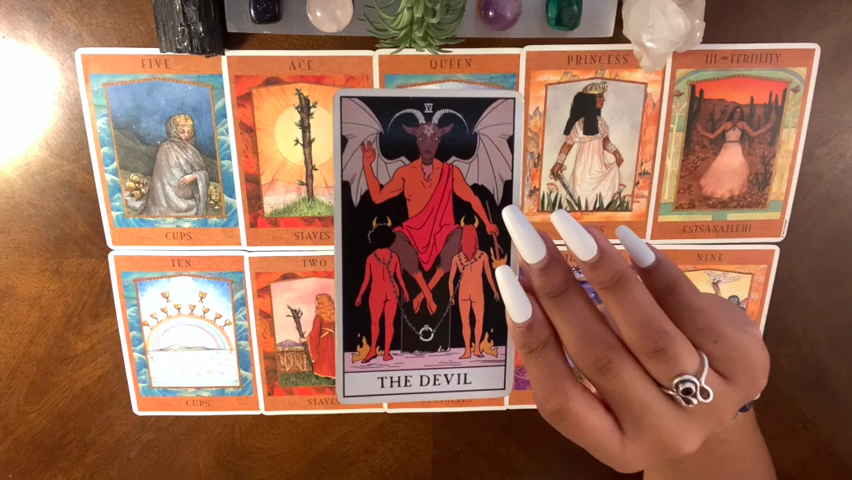 FIVE
ACE
QUEEN
PRINCESS
III FERTILITY
CUPS
STAVES
ESTSANATLEHI
TEN
TWO
NINE
THE DEVIL
CUPS
STAVES